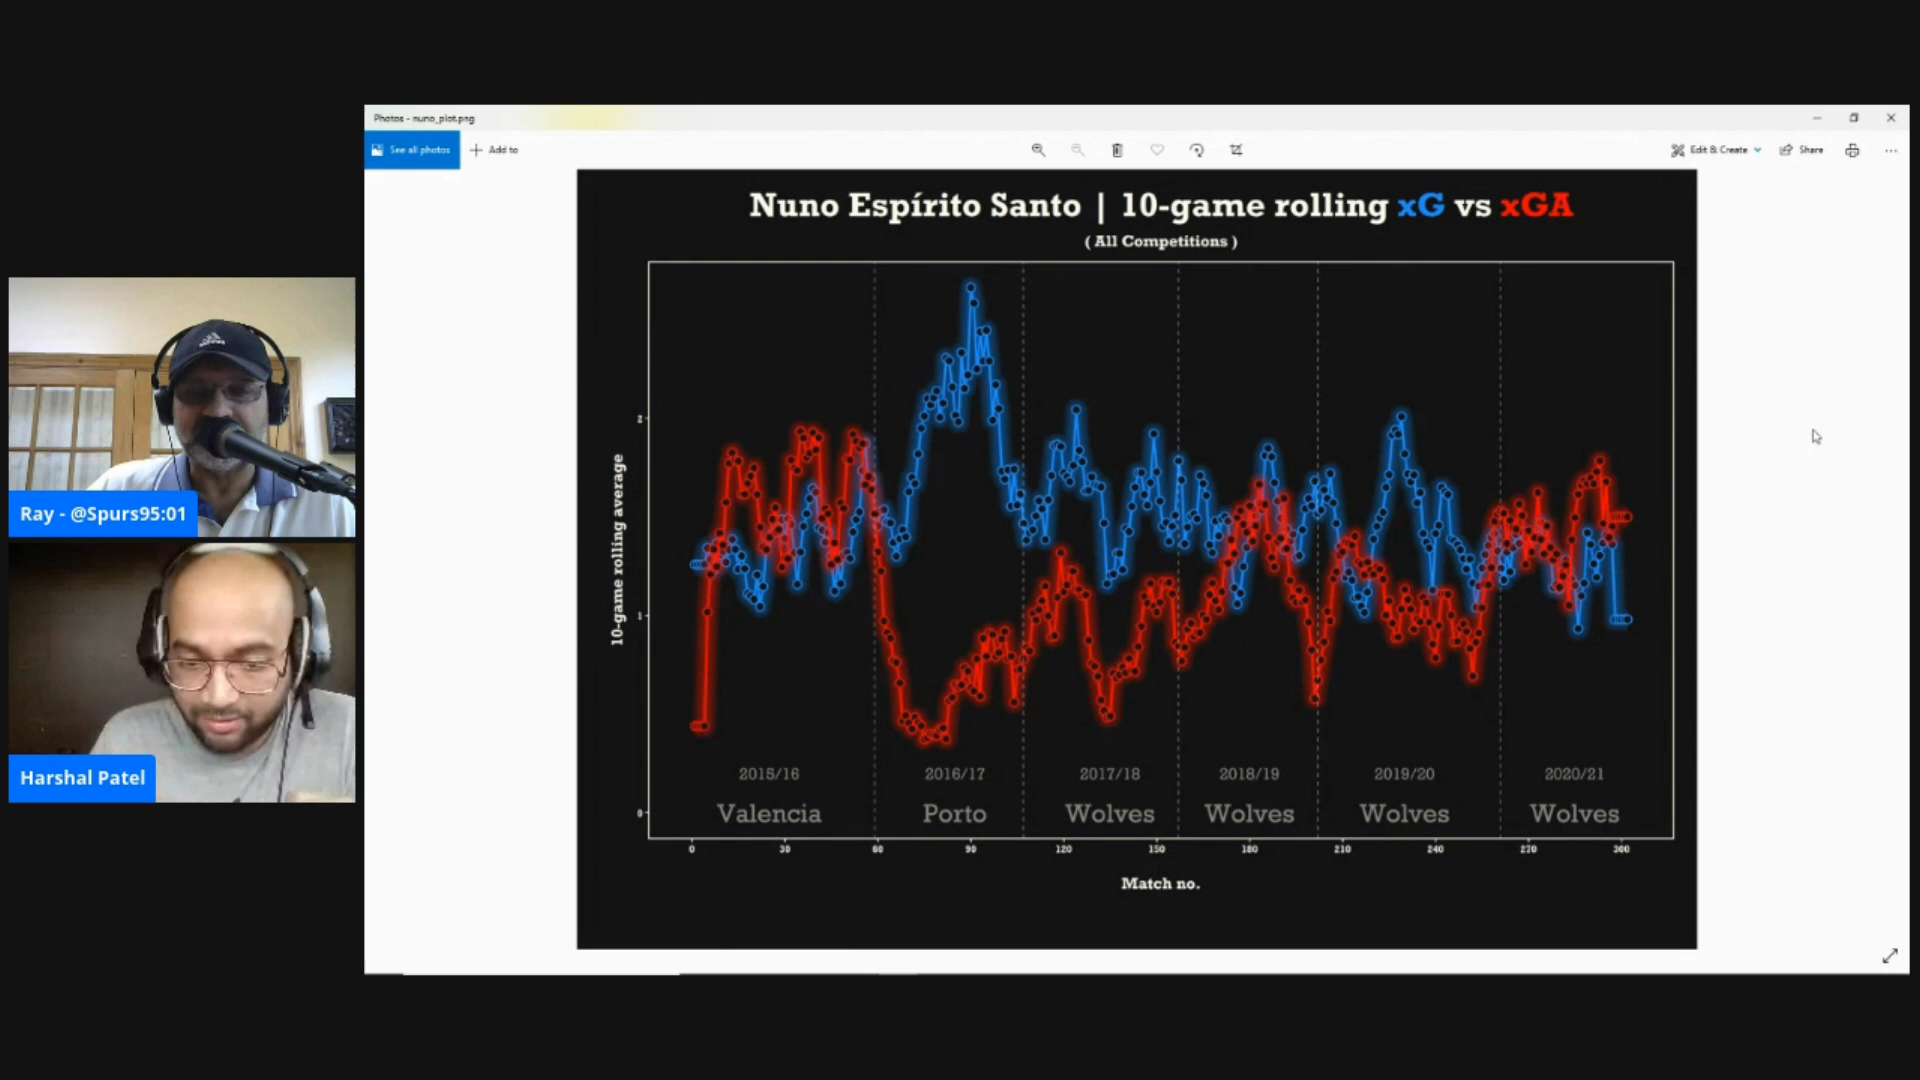 Photos - nuno_plot.png
See all photos
Add to
Edit & Create
Share
Nuno Espírito Santo | 10-game rolling xG vs xGA
( All Competitions )
10-game rolling average
2
1
0
2015/16
2016/17
2017/18
2018/19
2019/20
2020/21
Valencia
Porto
Wolves
Wolves
Wolves
Wolves
0
30
60
90
120
150
180
210
240
270
300
Match no.
Ray - @Spurs95:01
Harshal Patel